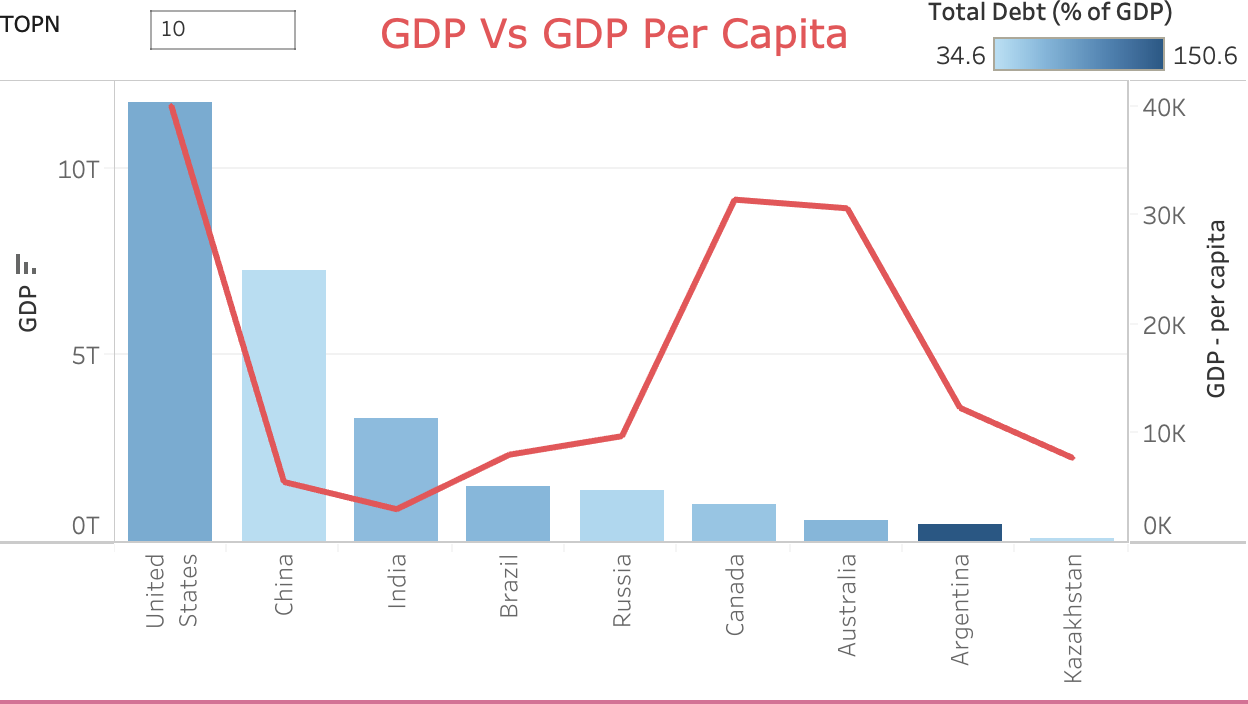 TOPN
10
GDP Vs GDP Per Capita
Total Debt (% of GDP)
34.6
150.6
GDP
10T
5T
0T
40K
30K
20K
10K
0K
GDP - per capita
United
States
China
India
Brazil
Russia
Canada
Australia
Argentina
Kazakhstan